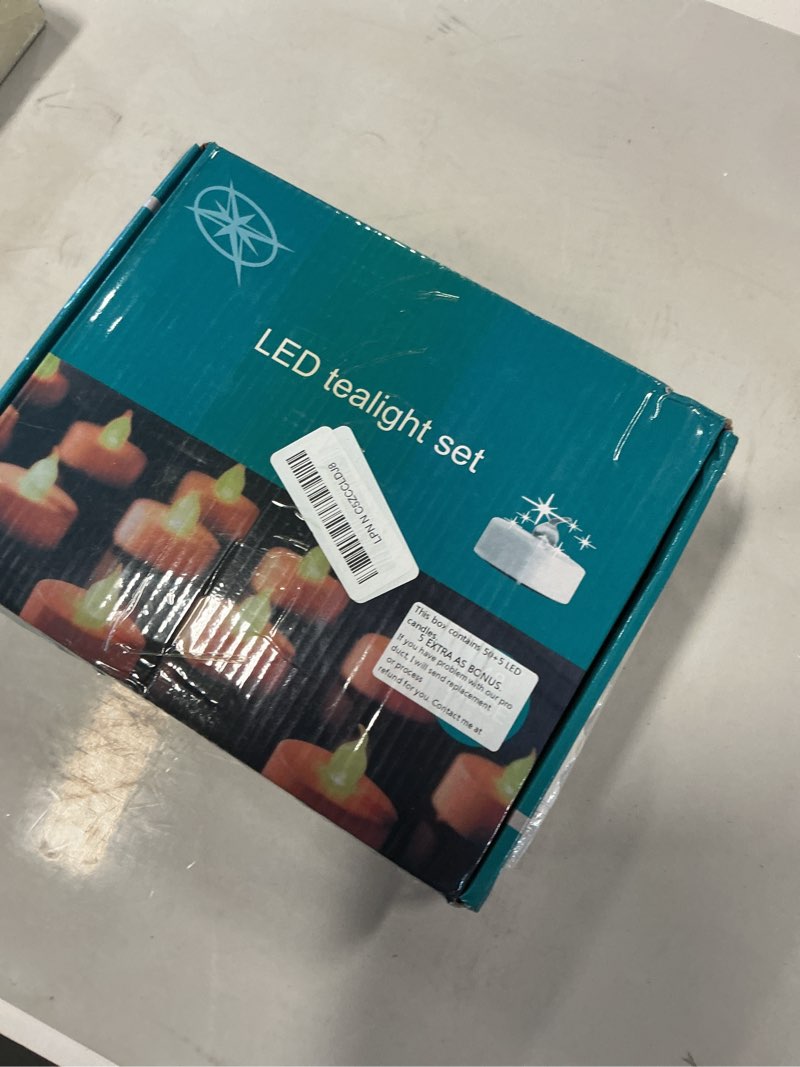 LED tealight set
LPN N C5ZCCLDJ8
This box contains 50+5 LED
candles.
5 EXTRA AS BONUS.
If you have problem with our pro
duct, I will send replacement
or process
refund for you. Contact me at